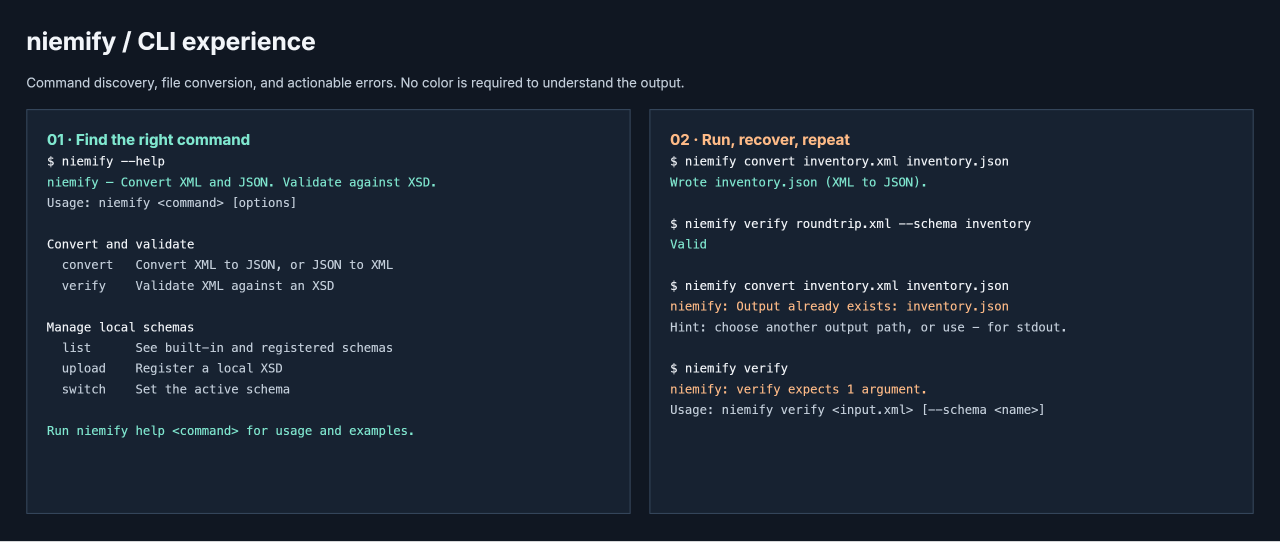 niemify / CLI experience
Command discovery, file conversion, and actionable errors. No color is required to understand the output.
01 · Find the right command
$ niemify --help
niemify — Convert XML and JSON. Validate against XSD.
Usage: niemify <command> [options]
Convert and validate
convert   Convert XML to JSON, or JSON to XML
verify    Validate XML against an XSD
Manage local schemas
list      See built-in and registered schemas
upload    Register a local XSD
switch    Set the active schema
Run niemify help <command> for usage and examples.
02 · Run, recover, repeat
$ niemify convert inventory.xml inventory.json
Wrote inventory.json (XML to JSON).
$ niemify verify roundtrip.xml --schema inventory
Valid
$ niemify convert inventory.xml inventory.json
niemify: Output already exists: inventory.json
Hint: choose another output path, or use - for stdout.
$ niemify verify
niemify: verify expects 1 argument.
Usage: niemify verify <input.xml> [--schema <name>]